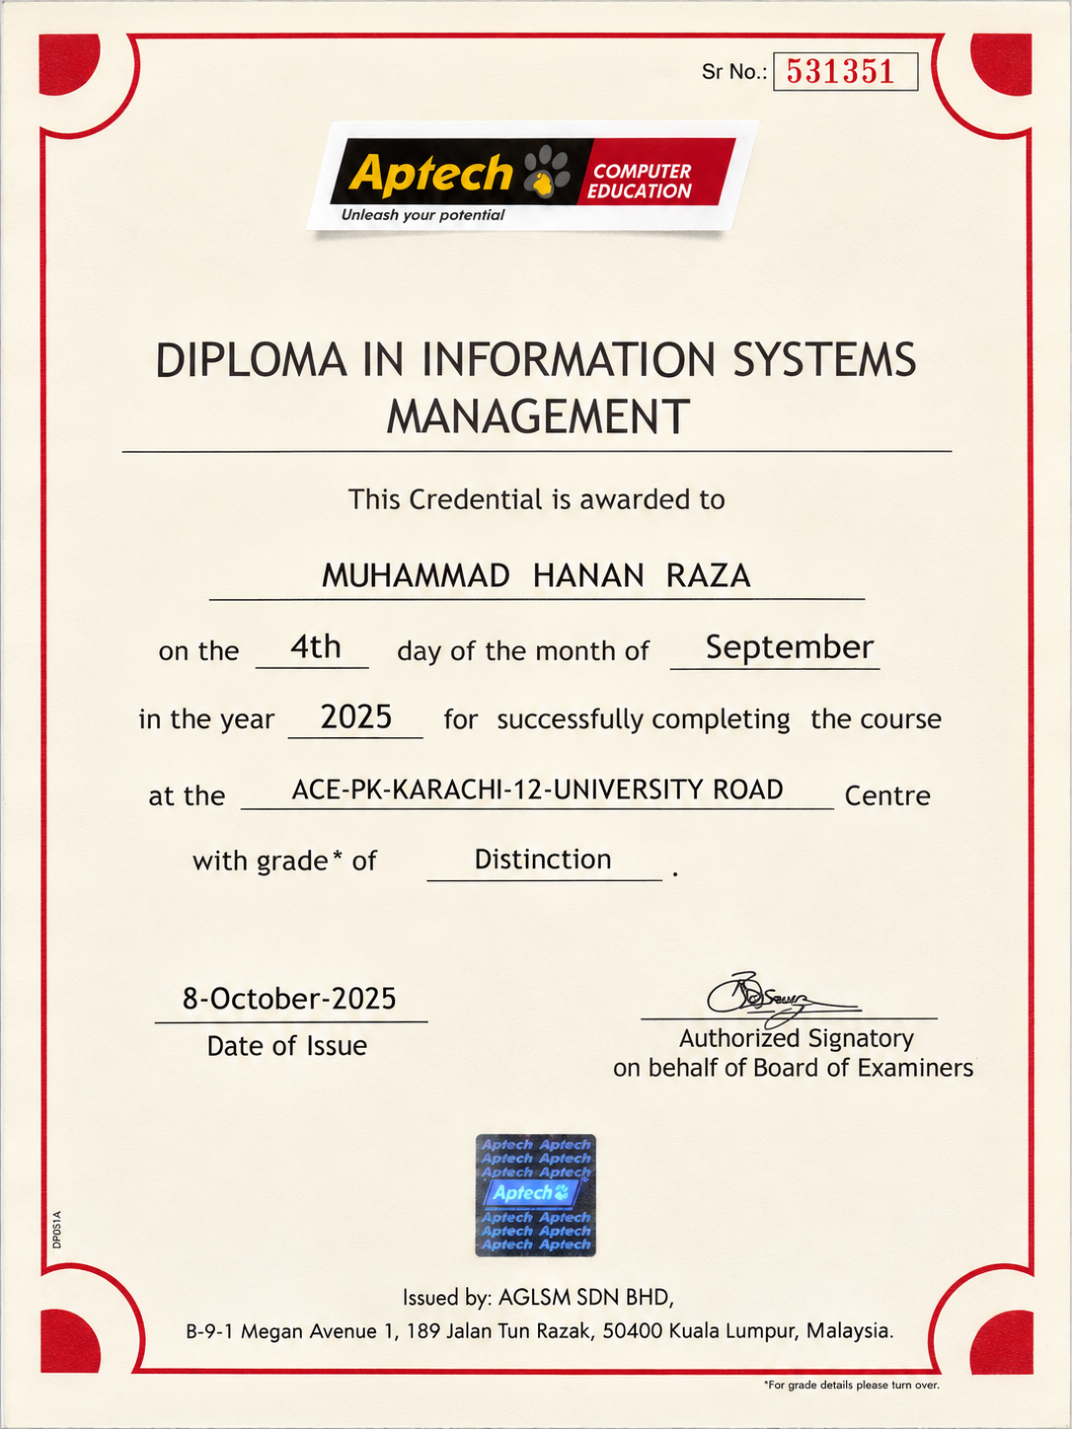 Sr No.: 531351
Aptech COMPUTER EDUCATION
Unleash your potential
DIPLOMA IN INFORMATION SYSTEMS
MANAGEMENT
This Credential is awarded to
MUHAMMAD HANAN RAZA
on the 4th day of the month of September
in the year 2025 for successfully completing the course
at the ACE-PK-KARACHI-12-UNIVERSITY ROAD Centre
with grade* of Distinction .
8-October-2025
Date of Issue
Authorized Signatory
on behalf of Board of Examiners
Aptech Aptech
Aptech Aptech
Aptech Aptech
Aptech
Aptech Aptech
Aptech Aptech
Aptech Aptech
DP0S1A
Issued by: AGLSM SDN BHD,
B-9-1 Megan Avenue 1, 189 Jalan Tun Razak, 50400 Kuala Lumpur, Malaysia.
*For grade details please turn over.